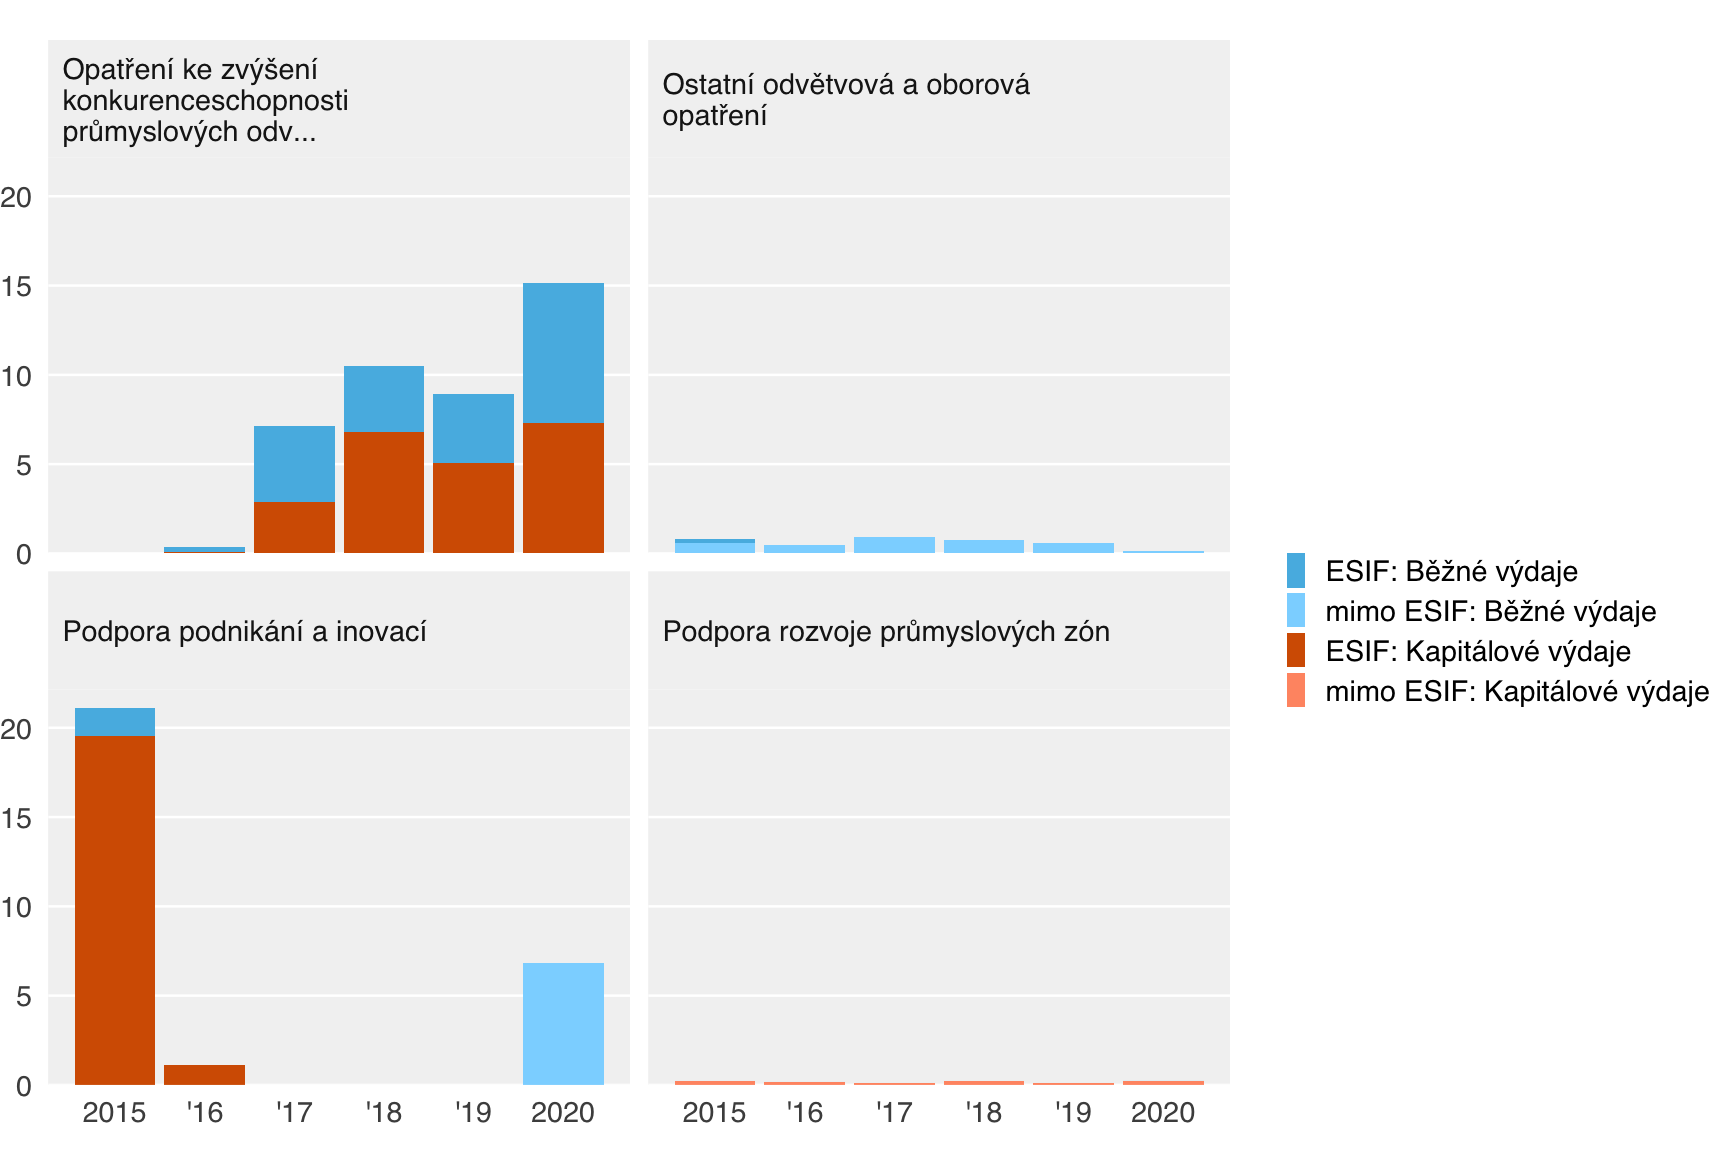 Opatření ke zvýšení
konkurenceschopnosti
průmyslových odv...
Ostatní odvětvová a oborová
opatření
20
15
10
5
0
Podpora podnikání a inovací
Podpora rozvoje průmyslových zón
20
15
10
5
0
2015 '16 '17 '18 '19 2020
2015 '16 '17 '18 '19 2020
ESIF: Běžné výdaje
mimo ESIF: Běžné výdaje
ESIF: Kapitálové výdaje
mimo ESIF: Kapitálové výdaje